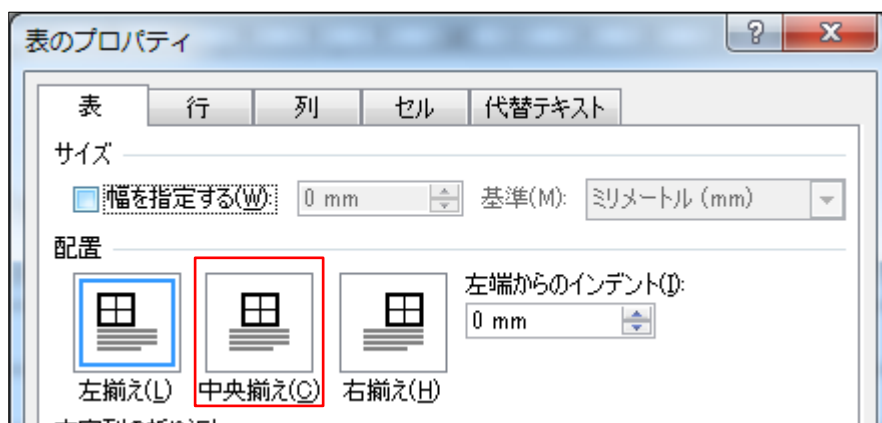 表のプロパティ
表 行 列 セル 代替テキスト
サイズ
幅を指定する(W): 0 mm 基準(M): ミリメートル (mm)
配置
左端からのインデント(I):
0 mm
左揃え(L) 中央揃え(C) 右揃え(H)